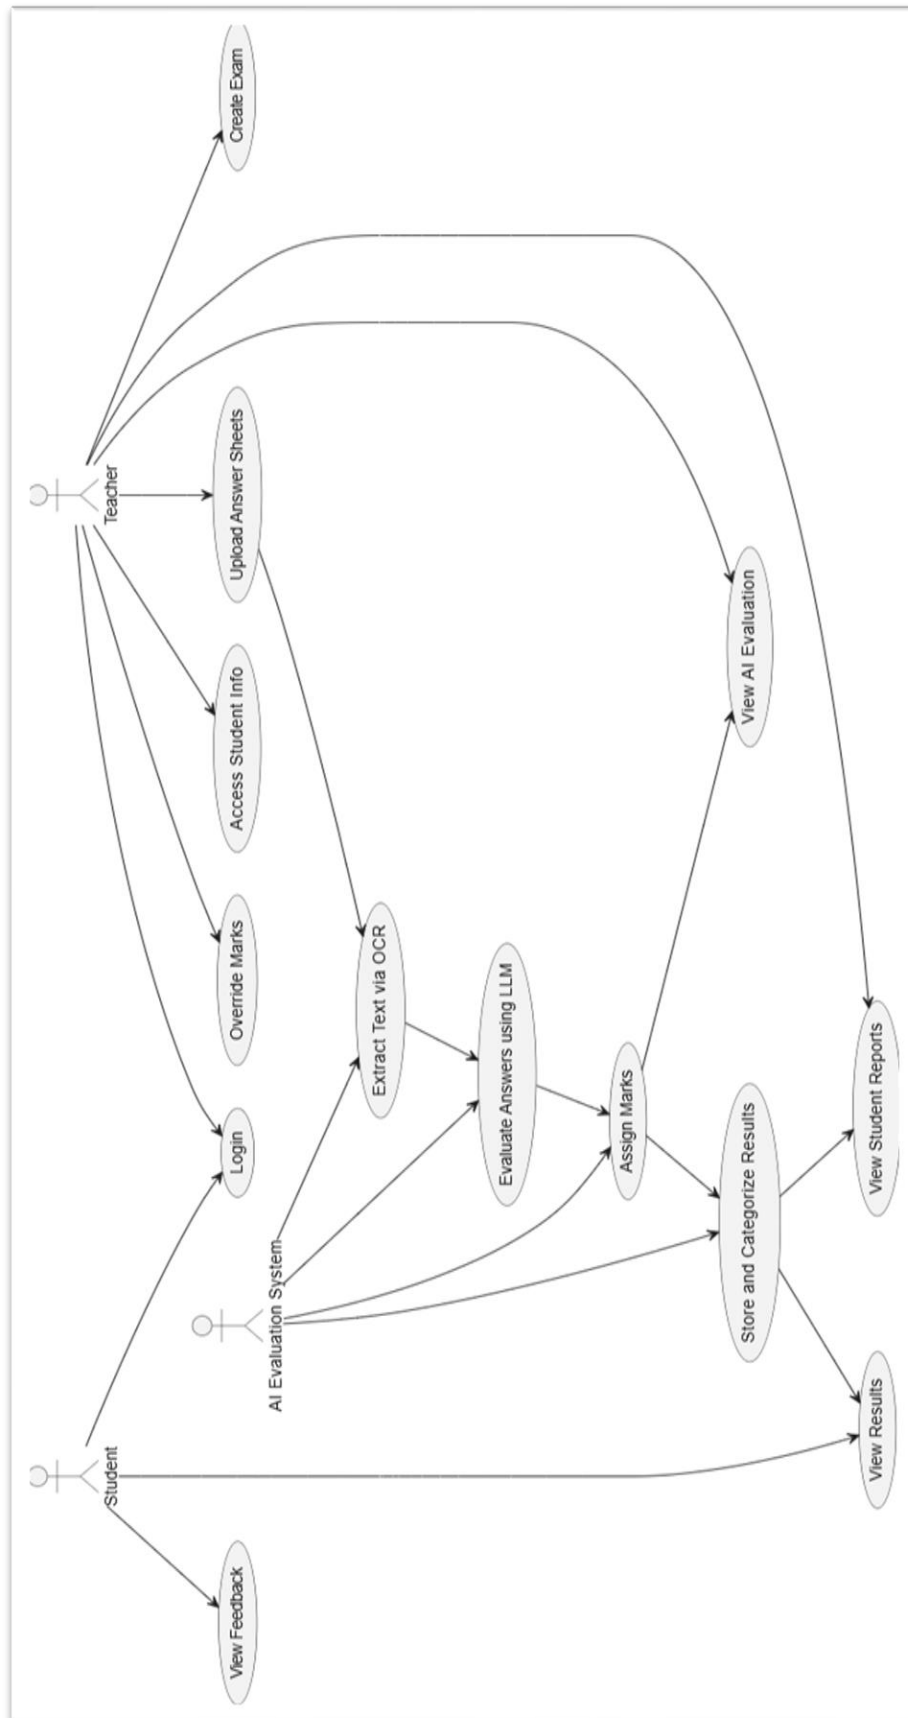 Student
Teacher
View Feedback
Login
Override Marks
Access Student Info
Upload Answer Sheets
Create Exam
AI Evaluation System
Extract Text via OCR
Evaluate Answers using LLM
Assign Marks
Store and Categorize Results
View AI Evaluation
View Results
View Student Reports